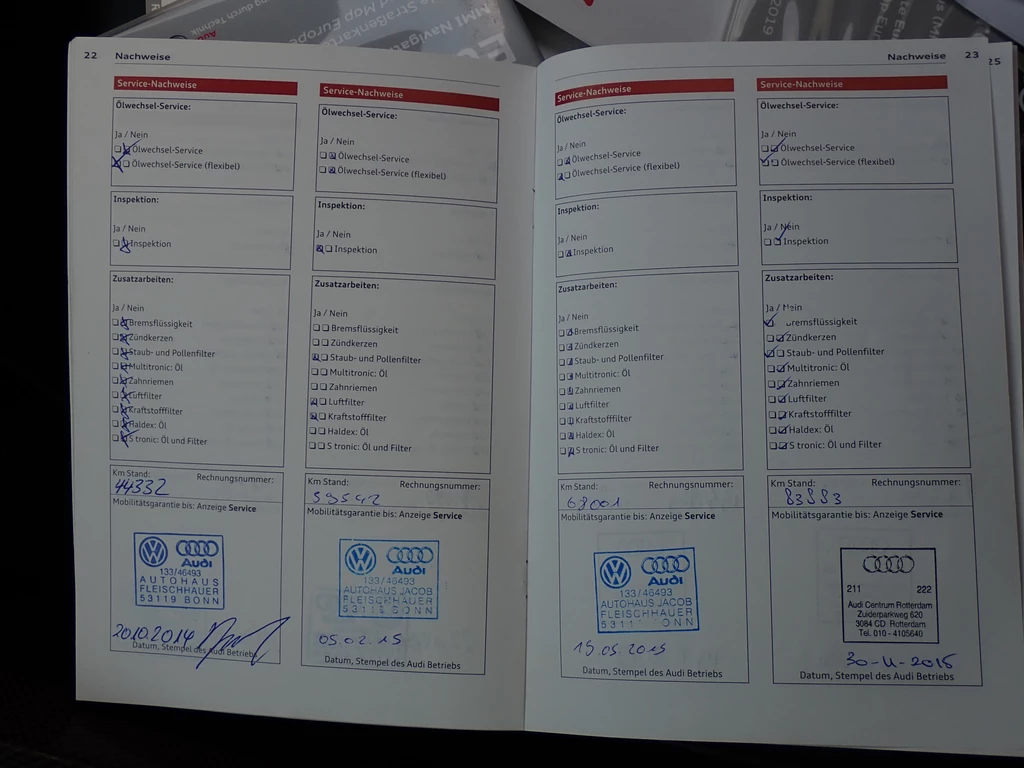 22 Nachweise
Service-Nachweise
Ölwechsel-Service:
Ja / Nein
Ölwechsel-Service
Ölwechsel-Service (flexibel)
Inspektion:
Ja / Nein
Inspektion
Zusatzarbeiten:
Ja / Nein
Bremsflüssigkeit
Zündkerzen
Staub- und Pollenfilter
Multitronic: Öl
Zahnriemen
Luftfilter
Kraftstofffilter
Haldex: Öl
S tronic: Öl und Filter
Km Stand: Rechnungsnummer:
44332
Mobilitätsgarantie bis: Anzeige Service
Audi
133/46493
AUTOHAUS
FLEISCHHAUER
53119 BONN
20.10.2014
Datum, Stempel des Audi Betriebs
Service-Nachweise
Ölwechsel-Service:
Ja / Nein
Ölwechsel-Service
Ölwechsel-Service (flexibel)
Inspektion:
Ja / Nein
Inspektion
Zusatzarbeiten:
Ja / Nein
Bremsflüssigkeit
Zündkerzen
Staub- und Pollenfilter
Multitronic: Öl
Zahnriemen
Luftfilter
Kraftstofffilter
Haldex: Öl
S tronic: Öl und Filter
Km Stand: Rechnungsnummer:
59542
Mobilitätsgarantie bis: Anzeige Service
Audi
133/46493
AUTOHAUS JACOB
FLEISCHHAUER
53119 BONN
05.02.15
Datum, Stempel des Audi Betriebs
Nachweise 23
Service-Nachweise
Ölwechsel-Service:
Ja / Nein
Ölwechsel-Service
Ölwechsel-Service (flexibel)
Inspektion:
Ja / Nein
Inspektion
Zusatzarbeiten:
Ja / Nein
Bremsflüssigkeit
Zündkerzen
Staub- und Pollenfilter
Multitronic: Öl
Zahnriemen
Luftfilter
Kraftstofffilter
Haldex: Öl
S tronic: Öl und Filter
Km Stand: Rechnungsnummer:
68001
Mobilitätsgarantie bis: Anzeige Service
Audi
133/46493
AUTOHAUS JACOB
FLEISCHHAUER
BONN
19.05.2015
Datum, Stempel des Audi Betriebs
Service-Nachweise
Ölwechsel-Service:
Ja / Nein
Ölwechsel-Service
Ölwechsel-Service (flexibel)
Inspektion:
Ja / Nein
Inspektion
Zusatzarbeiten:
Ja / Nein
Bremsflüssigkeit
Zündkerzen
Staub- und Pollenfilter
Multitronic: Öl
Zahnriemen
Luftfilter
Kraftstofffilter
Haldex: Öl
S tronic: Öl und Filter
Km Stand: Rechnungsnummer:
83883
Mobilitätsgarantie bis: Anzeige Service
211 222
Audi Centrum Rotterdam
Zuiderparkweg 620
3084 CD Rotterdam
Tel. 010 - 4105640
30-11-2015
Datum, Stempel des Audi Betriebs
25